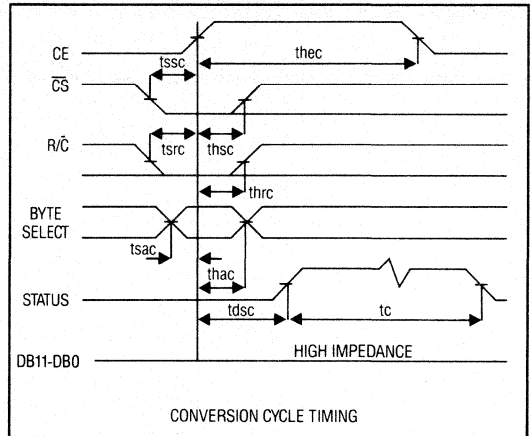 CE
tssc
thec
C̅S̅
R/C̅
tsrc
thsc
thrc
BYTE
SELECT
tsac
thac
STATUS
tdsc
tc
DB11-DB0
HIGH IMPEDANCE
CONVERSION CYCLE TIMING